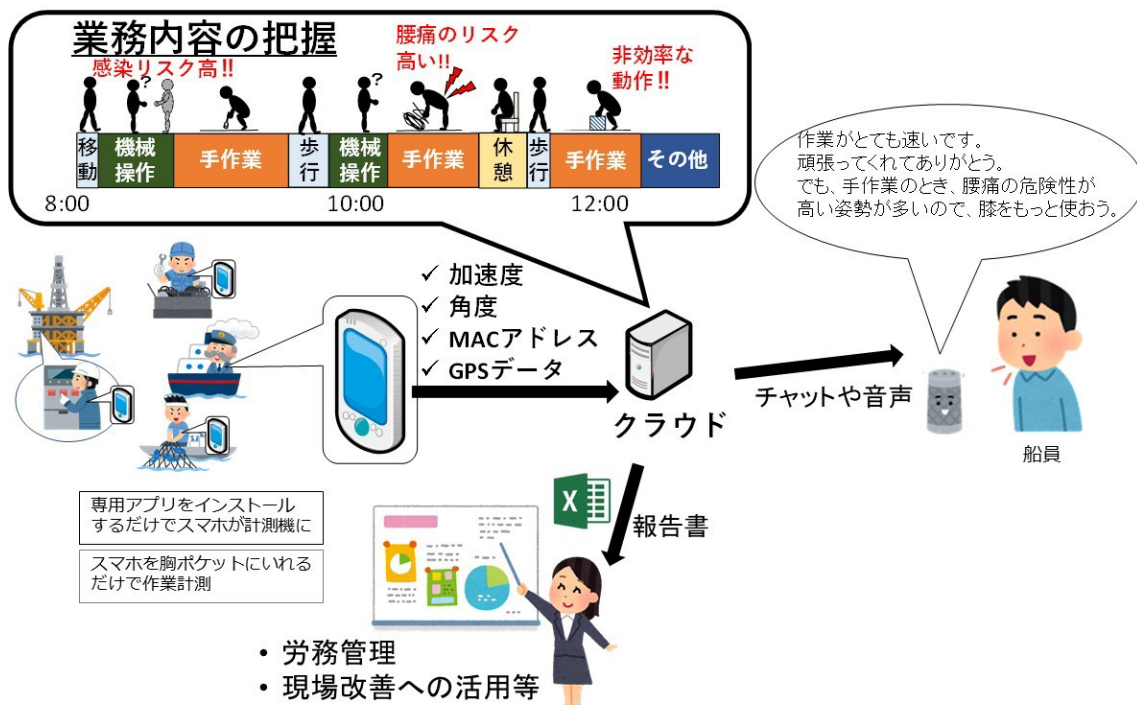 業務内容の把握
感染リスク高!!
腰痛のリスク
高い!!
非効率な
動作!!
?
?
移動
機械
操作
手作業
歩行
機械
操作
手作業
休憩
歩行
手作業
その他
8:00
10:00
12:00
作業がとても速いです。
頑張ってくれてありがとう。
でも、手作業のとき、腰痛の危険性が
高い姿勢が多いので、膝をもっと使おう。
✓ 加速度
✓ 角度
✓ MACアドレス
✓ GPSデータ
クラウド
チャットや音声
船員
専用アプリをインストール
するだけでスマホが計測機に
スマホを胸ポケットにいれる
だけで作業計測
X
報告書
・労務管理
・現場改善への活用等